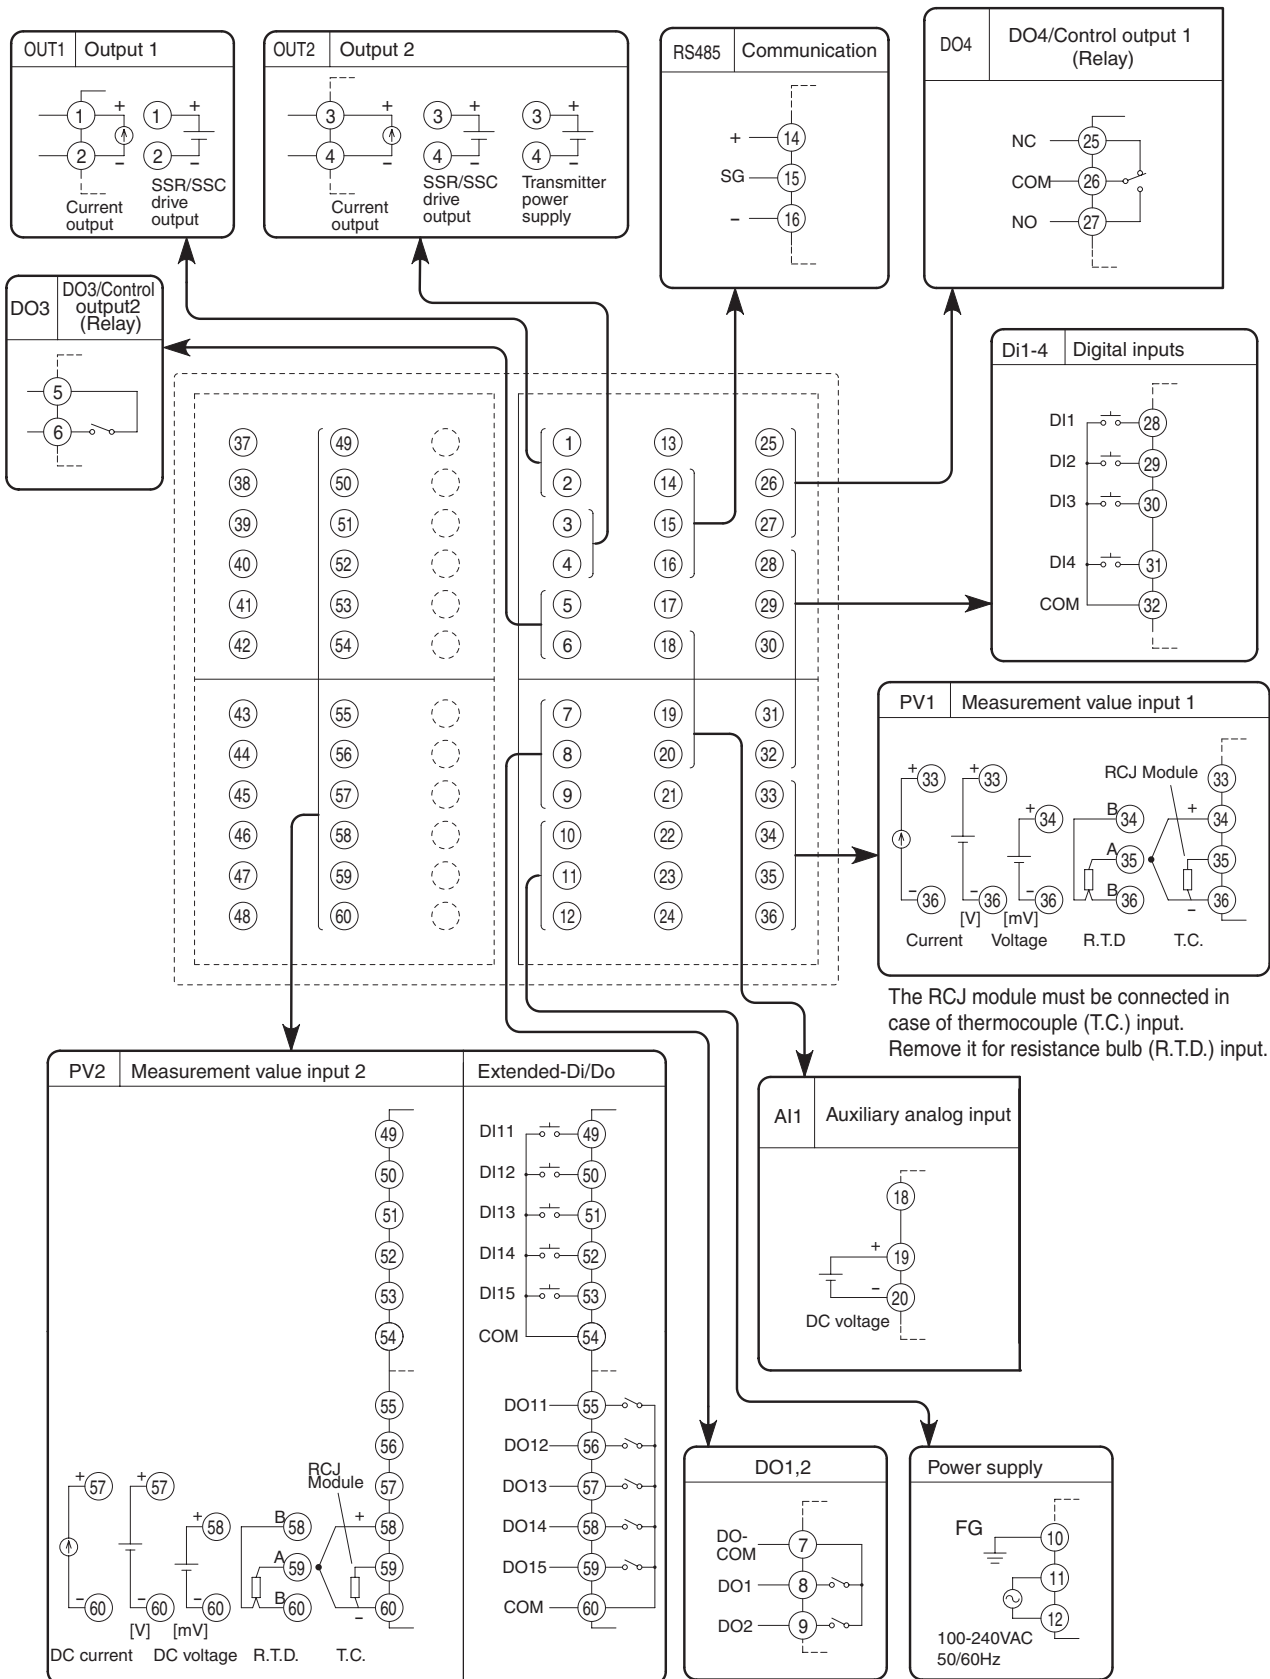 OUT1 Output 1
+ +
1 1
2 2
- -
Current
output
SSR/SSC
drive
output
OUT2 Output 2
+ + +
3 3 3
4 4 4
- - -
Current
output
SSR/SSC
drive
output
Transmitter
power
supply
RS485 Communication
+ 14
SG 15
- 16
DO4 DO4/Control output 1
(Relay)
NC 25
COM 26
NO 27
DO3 DO3/Control
output2
(Relay)
5
6
Di1-4 Digital inputs
DI1 28
DI2 29
DI3 30
DI4 31
COM 32
37 49 1 13 25
38 50 2 14 26
39 51 3 15 27
40 52 4 16 28
41 53 5 17 29
42 54 6 18 30
43 55 7 19 31
44 56 8 20 32
45 57 9 21 33
46 58 10 22 34
47 59 11 23 35
48 60 12 24 36
PV1 Measurement value input 1
RCJ Module
+ 33 + 33 33
+ 34 B 34 + 34
A 35 35
- 36 - 36 - 36 B 36 - 36
[V] [mV]
Current Voltage R.T.D T.C.
The RCJ module must be connected in
case of thermocouple (T.C.) input.
Remove it for resistance bulb (R.T.D.) input.
PV2 Measurement value input 2
49
50
51
52
53
54
55
56
RCJ
Module
+ 57 + 57 57
+ 58 B 58 + 58
A 59 59
- 60 - 60 - 60 B 60 - 60
[V] [mV]
DC current DC voltage R.T.D. T.C.
Extended-Di/Do
DI11 49
DI12 50
DI13 51
DI14 52
DI15 53
COM 54
DO11 55
DO12 56
DO13 57
DO14 58
DO15 59
COM 60
AI1 Auxiliary analog input
18
+ 19
- 20
DC voltage
DO1,2
DO-
COM 7
DO1 8
DO2 9
Power supply
FG 10
11
12
100-240VAC
50/60Hz